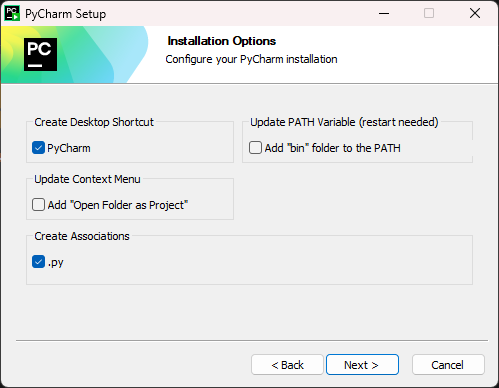 PC PyCharm Setup
PC
Installation Options
Configure your PyCharm installation
Create Desktop Shortcut
PyCharm
Update PATH Variable (restart needed)
Add "bin" folder to the PATH
Update Context Menu
Add "Open Folder as Project"
Create Associations
.py
< Back
Next >
Cancel